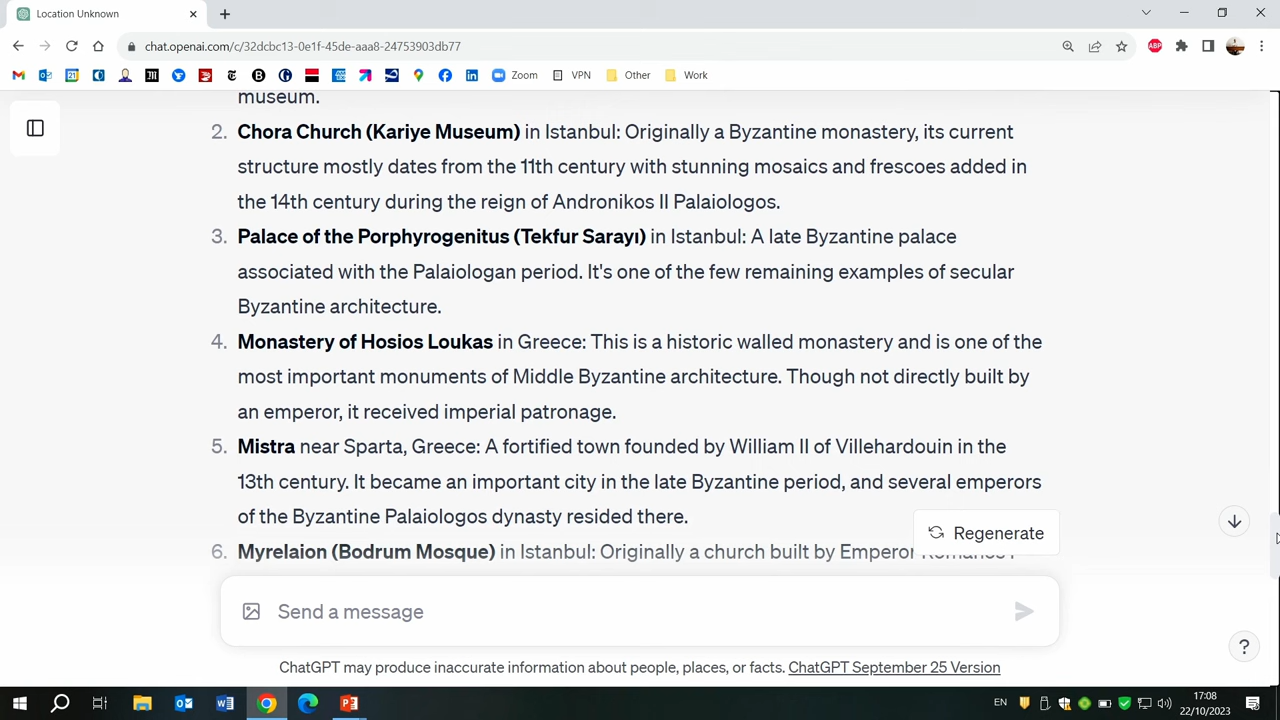 Location Unknown
chat.openai.com/c/32dcbc13-0e1f-45de-aaa8-24753903db77
ABP
Zoom
VPN
Other
Work
museum.
2. Chora Church (Kariye Museum) in Istanbul: Originally a Byzantine monastery, its current
structure mostly dates from the 11th century with stunning mosaics and frescoes added in
the 14th century during the reign of Andronikos II Palaiologos.
3. Palace of the Porphyrogenitus (Tekfur Sarayı) in Istanbul: A late Byzantine palace
associated with the Palaiologan period. It's one of the few remaining examples of secular
Byzantine architecture.
4. Monastery of Hosios Loukas in Greece: This is a historic walled monastery and is one of the
most important monuments of Middle Byzantine architecture. Though not directly built by
an emperor, it received imperial patronage.
5. Mistra near Sparta, Greece: A fortified town founded by William II of Villehardouin in the
13th century. It became an important city in the late Byzantine period, and several emperors
of the Byzantine Palaiologos dynasty resided there.
Regenerate
6. Myrelaion (Bodrum Mosque) in Istanbul: Originally a church built by Emperor Romanos I
Send a message
?
ChatGPT may produce inaccurate information about people, places, or facts. ChatGPT September 25 Version
EN
17:08
22/10/2023